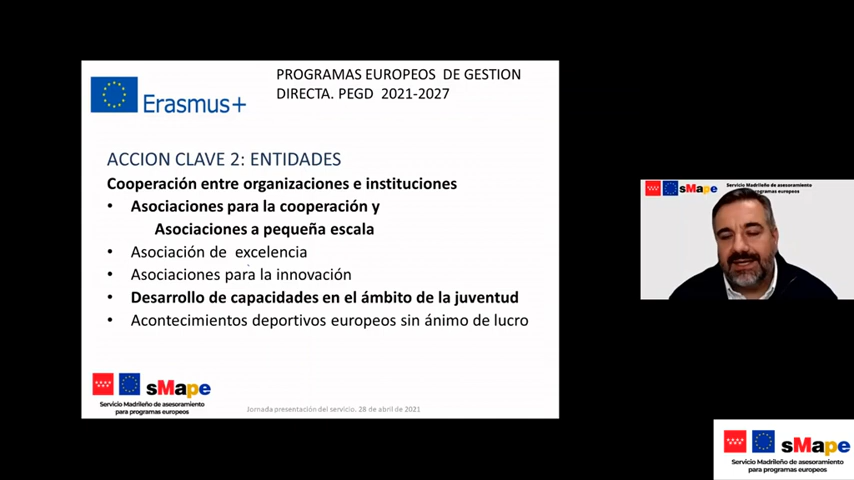 PROGRAMAS EUROPEOS DE GESTION
DIRECTA. PEGD 2021-2027
Erasmus+
ACCION CLAVE 2: ENTIDADES
Cooperación entre organizaciones e instituciones
• Asociaciones para la cooperación y
Asociaciones a pequeña escala
• Asociación de excelencia
• Asociaciones para la innovación
• Desarrollo de capacidades en el ámbito de la juventud
• Acontecimientos deportivos europeos sin ánimo de lucro
sMape
Servicio Madrileño de asesoramiento
para programas europeos
Jornada presentación del servicio. 28 de abril de 2021
sMape
Servicio Madrileño de asesoramiento
programas europeos
sMape
Servicio Madrileño de asesoramiento
para programas europeos